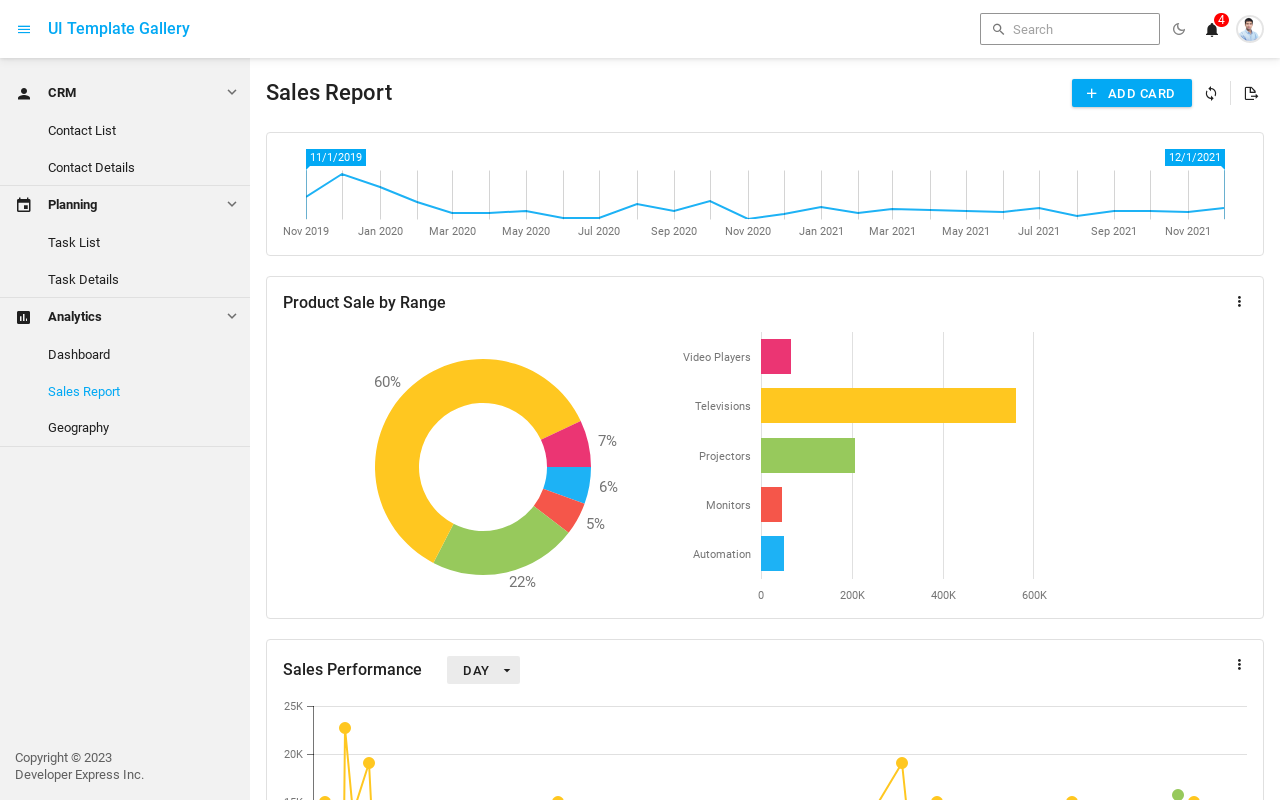 UI Template Gallery
Search
4
CRM
Contact List
Contact Details
Planning
Task List
Task Details
Analytics
Dashboard
Sales Report
Geography
Copyright © 2023
Developer Express Inc.
Sales Report
ADD CARD
11/1/2019
12/1/2021
Nov 2019 Jan 2020 Mar 2020 May 2020 Jul 2020 Sep 2020 Nov 2020 Jan 2021 Mar 2021 May 2021 Jul 2021 Sep 2021 Nov 2021
Product Sale by Range
60%
7%
6%
5%
22%
Video Players
Televisions
Projectors
Monitors
Automation
0 200K 400K 600K
Sales Performance
DAY
25K
20K
15K